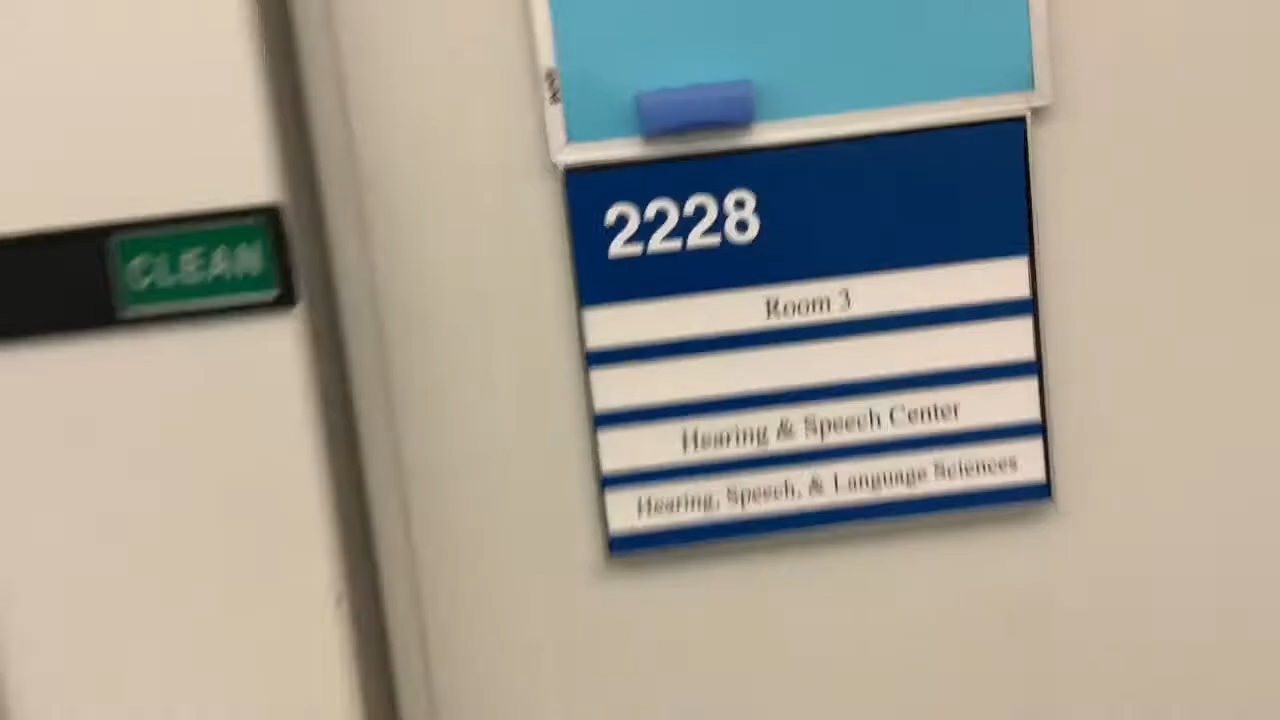 2228
Room 3
CLEAN
Hearing & Speech Center
Hearing, Speech, & Language Sciences